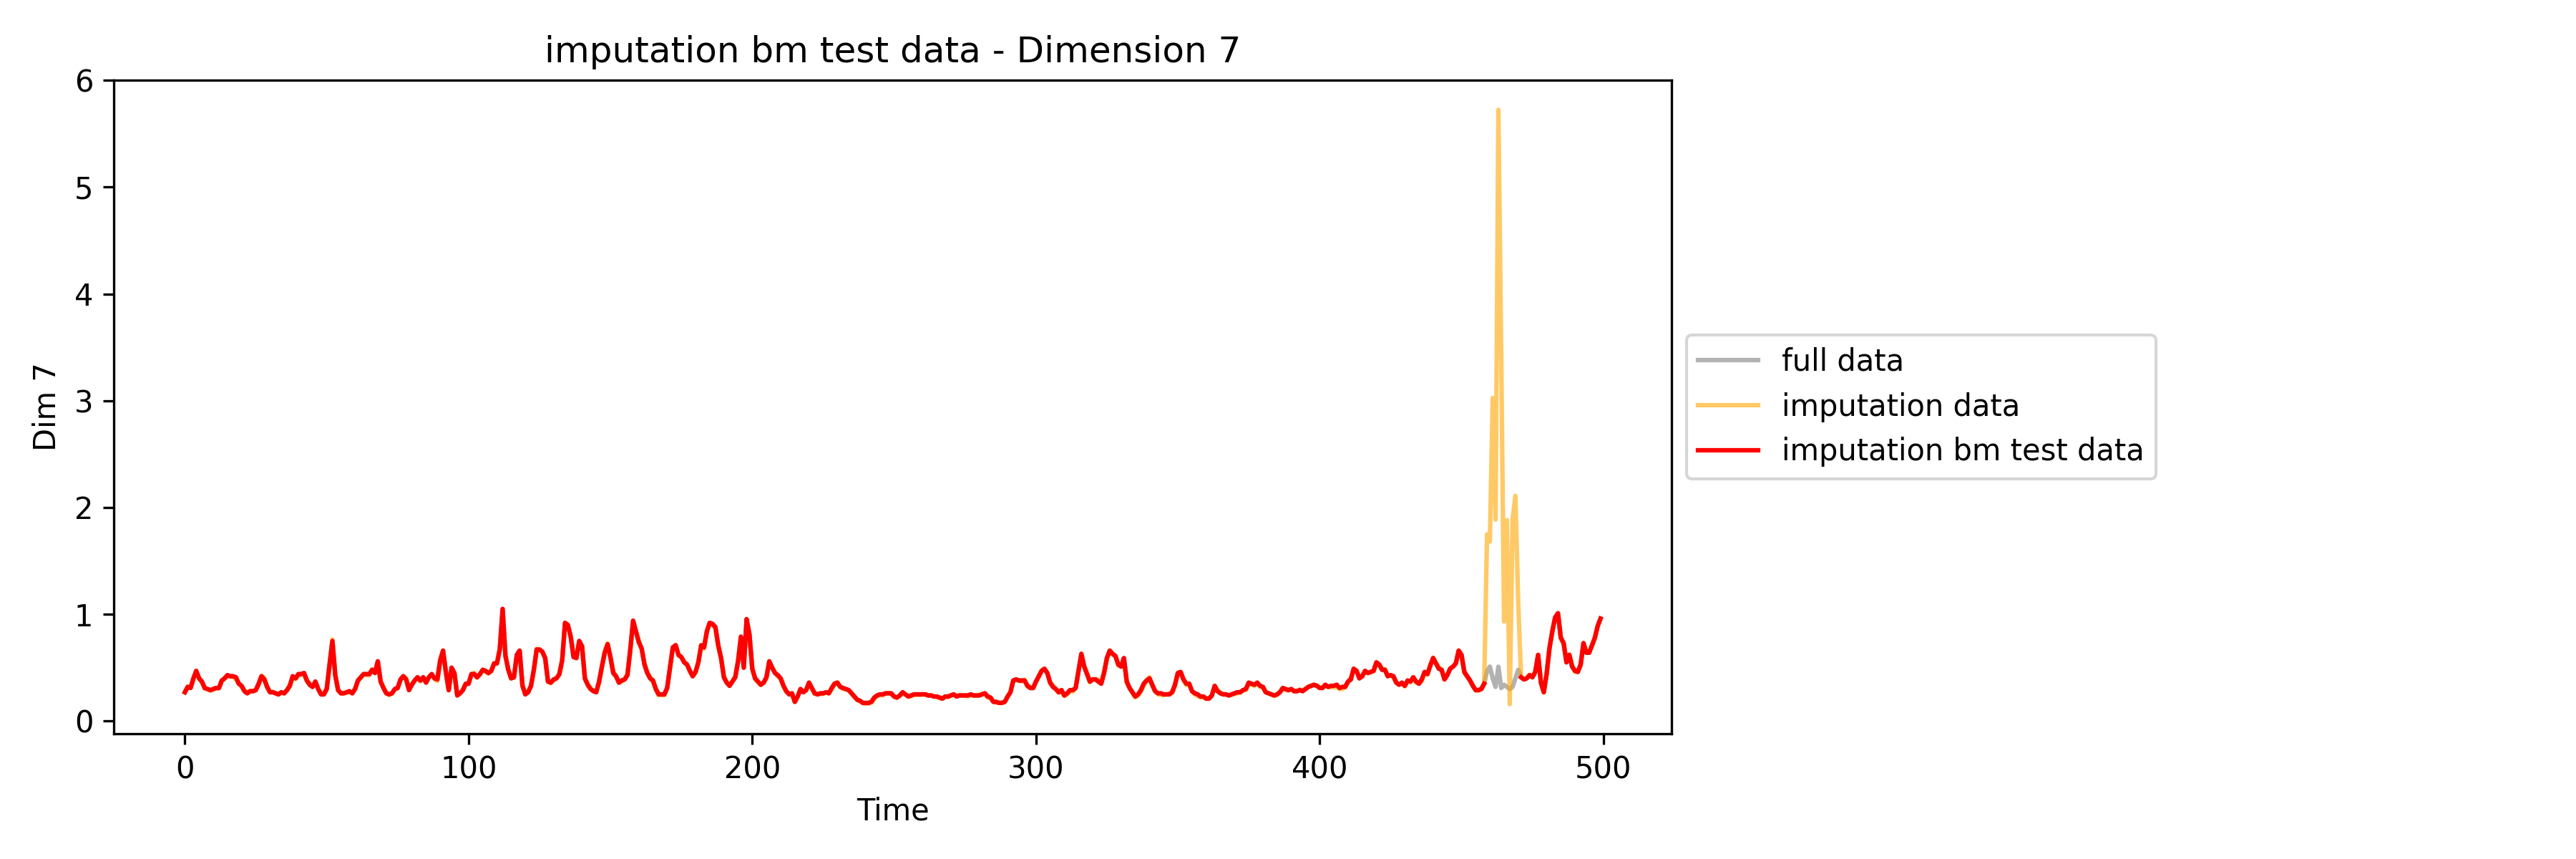 imputation bm test data - Dimension 7
6
5
4
3
2
1
0
Dim 7
0 100 200 300 400 500
Time
full data
imputation data
imputation bm test data